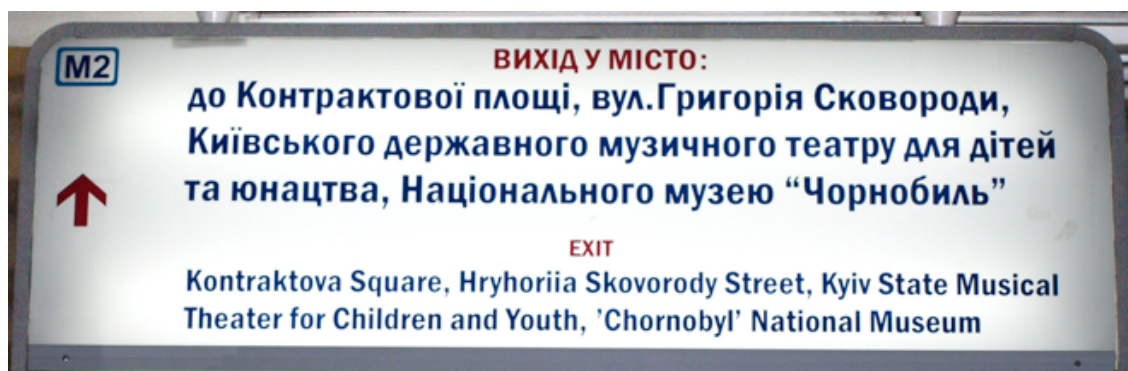 M2
ВИХІД У МІСТО:
до Контрактової площі, вул.Григорія Сковороди,
Київського державного музичного театру для дітей
та юнацтва, Національного музею “Чорнобиль”
EXIT
Kontraktova Square, Hryhoriia Skovorody Street, Kyiv State Musical
Theater for Children and Youth, ’Chornobyl’ National Museum